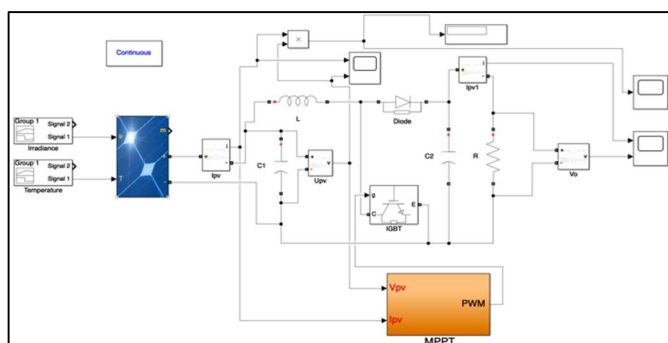 Continuous
×
Group 1
Signal 2
Signal 1
Irradiance
Group 1
Signal 2
Signal 1
Temperature
m
T
+
i
Ipv
L
C1
+
v
Upv
Diode
g
C
E
IGBT
C2
i
Ipv1
R
+
v
Vo
Vpv
Ipv
PWM
MPPT